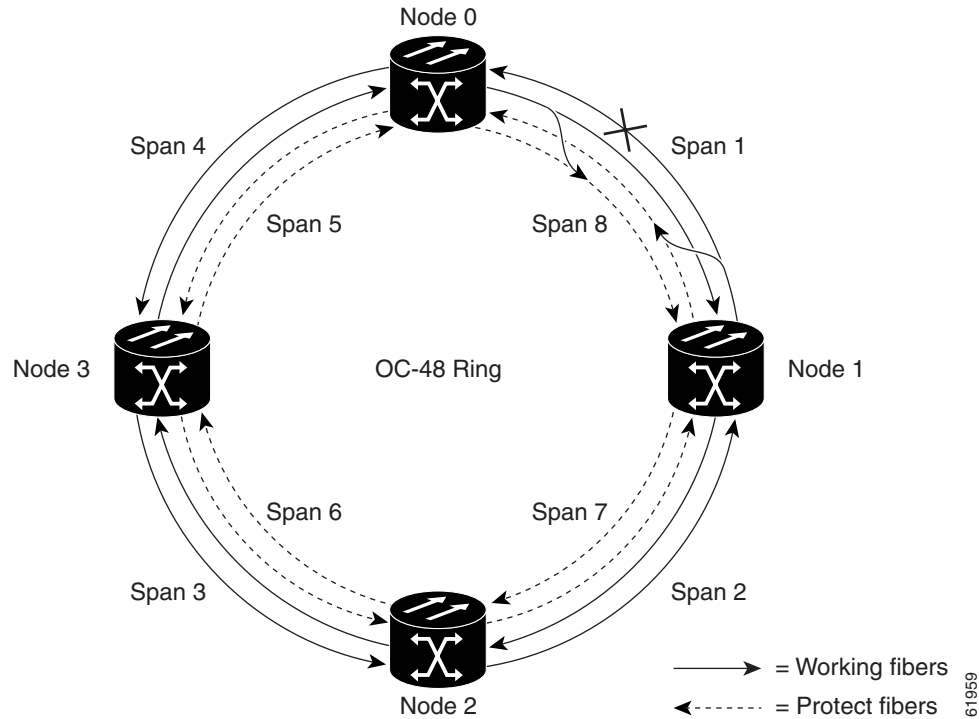 Node 0
Span 4
Span 1
Span 5
Span 8
Node 3
OC-48 Ring
Node 1
Span 6
Span 7
Span 3
Span 2
Node 2
= Working fibers
= Protect fibers
61959